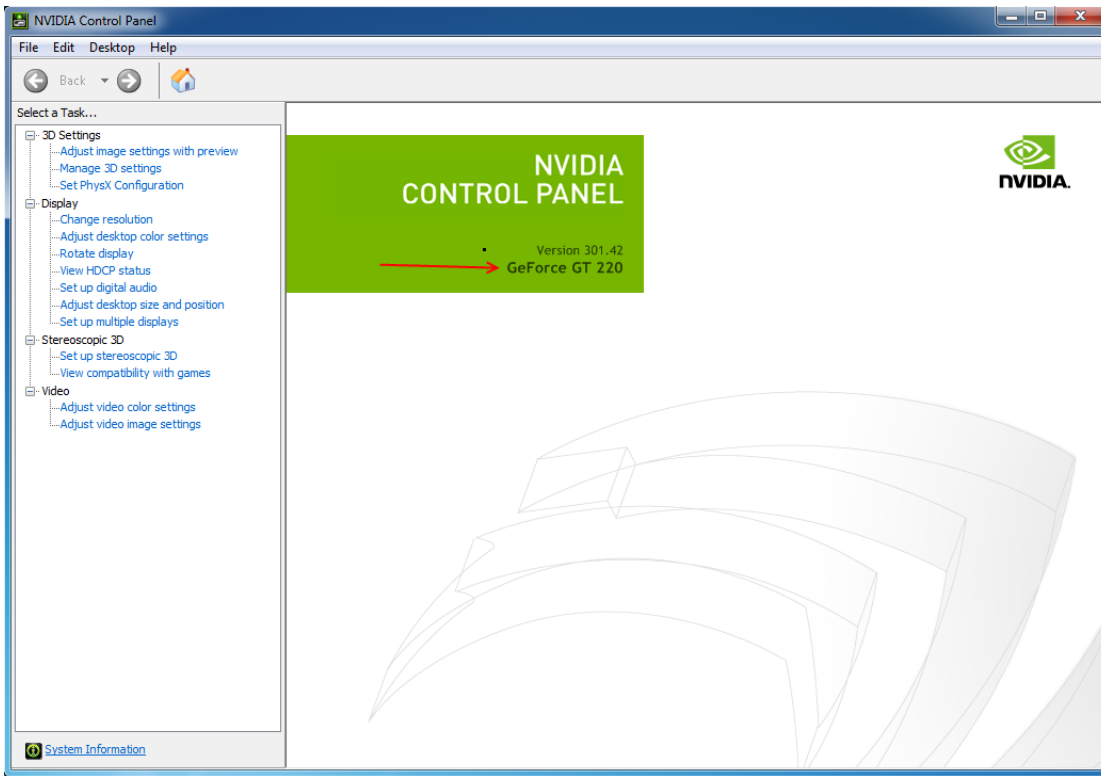 NVIDIA Control Panel
File Edit Desktop Help
Back
Select a Task...
3D Settings
Adjust image settings with preview
Manage 3D settings
Set PhysX Configuration
Display
Change resolution
Adjust desktop color settings
Rotate display
View HDCP status
Set up digital audio
Adjust desktop size and position
Set up multiple displays
Stereoscopic 3D
Set up stereoscopic 3D
View compatibility with games
Video
Adjust video color settings
Adjust video image settings
System Information
NVIDIA
CONTROL PANEL
Version 301.42
GeForce GT 220
NVIDIA.